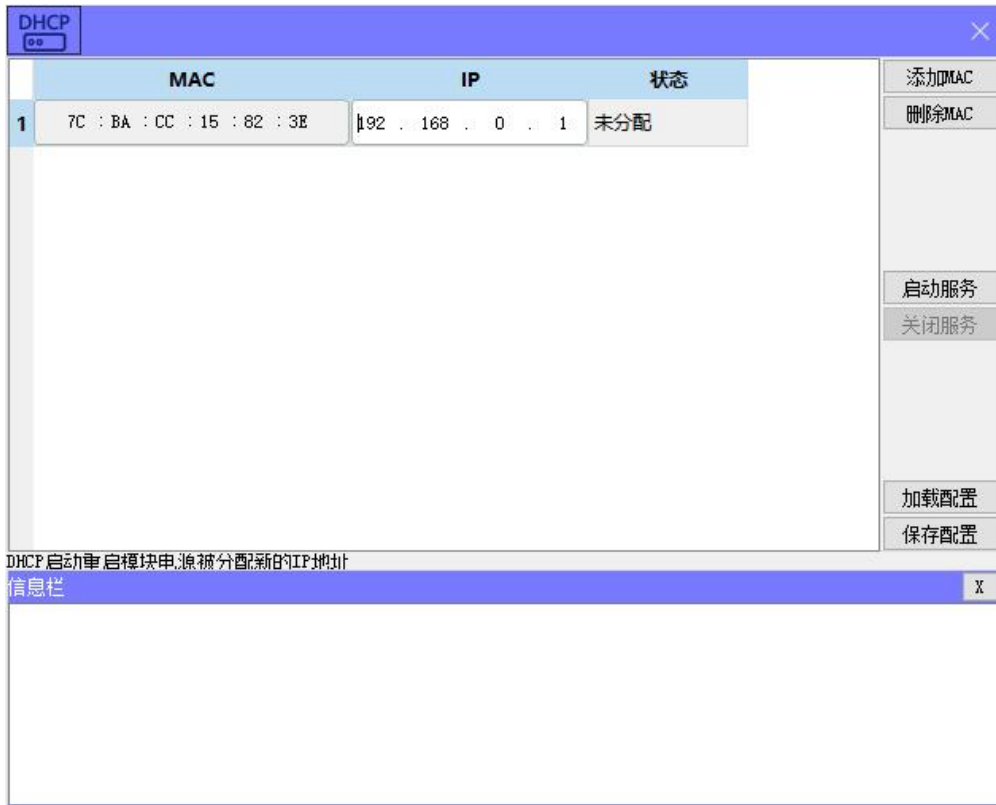 DHCP
MAC IP 状态
添加MAC
删除MAC
1 7C : BA : CC : 15 : 82 : 3E 192 . 168 . 0 . 1 未分配
启动服务
关闭服务
加载配置
保存配置
DHCP启动重启模块电源被分配新的IP地址
信息栏 X